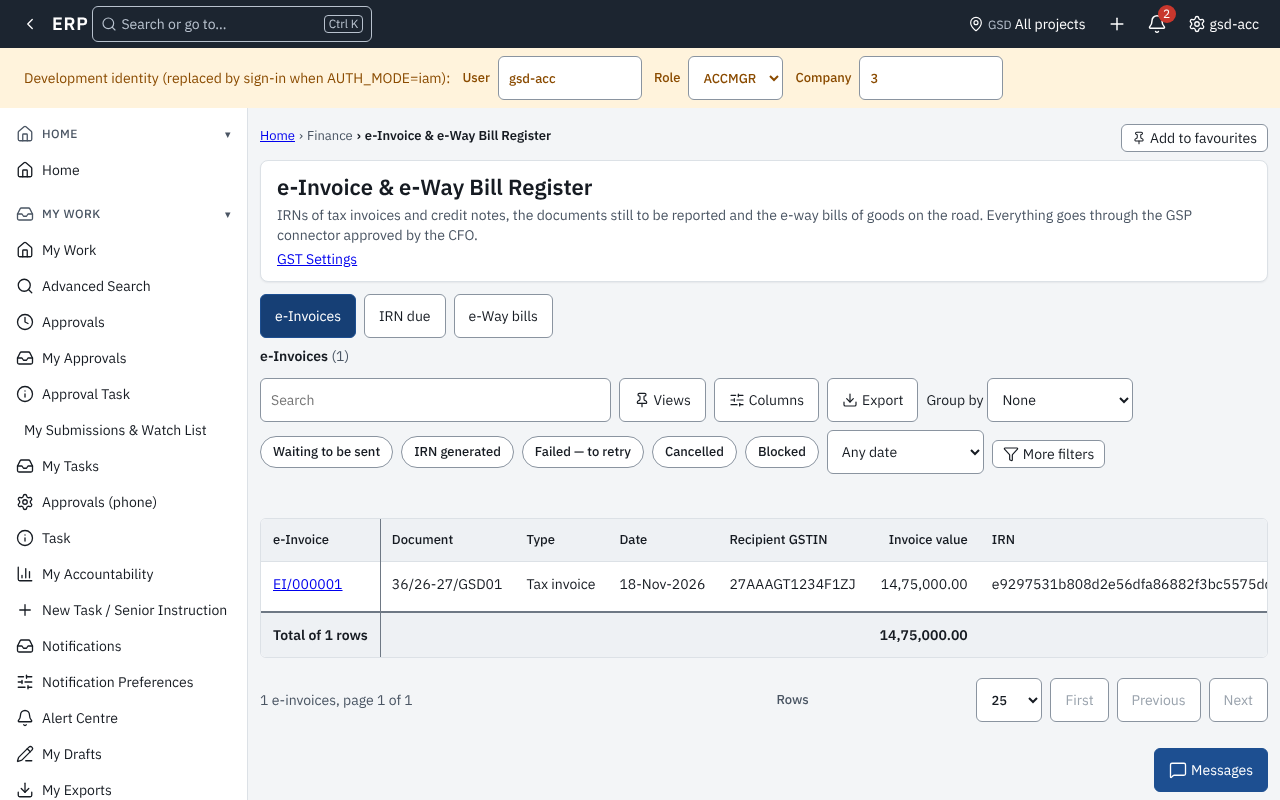 ERP
Search or go to...
Ctrl K
GSD All projects
2
gsd-acc
Development identity (replaced by sign-in when AUTH_MODE=iam):
User
gsd-acc
Role
ACCMGR
Company
3
HOME
Home
MY WORK
My Work
Advanced Search
Approvals
My Approvals
Approval Task
My Submissions & Watch List
My Tasks
Approvals (phone)
Task
My Accountability
New Task / Senior Instruction
Notifications
Notification Preferences
Alert Centre
My Drafts
My Exports
Home › Finance › e-Invoice & e-Way Bill Register
Add to favourites
e-Invoice & e-Way Bill Register
IRNs of tax invoices and credit notes, the documents still to be reported and the e-way bills of goods on the road. Everything goes through the GSP
connector approved by the CFO.
GST Settings
e-Invoices
IRN due
e-Way bills
e-Invoices (1)
Search
Views
Columns
Export
Group by
None
Waiting to be sent
IRN generated
Failed — to retry
Cancelled
Blocked
Any date
More filters
e-Invoice Document Type Date Recipient GSTIN Invoice value IRN
EI/000001 36/26-27/GSD01 Tax invoice 18-Nov-2026 27AAAGT1234F1ZJ 14,75,000.00
Total of 1 rows 14,75,000.00
1 e-invoices, page 1 of 1
Rows
25
First
Previous
Next
Messages